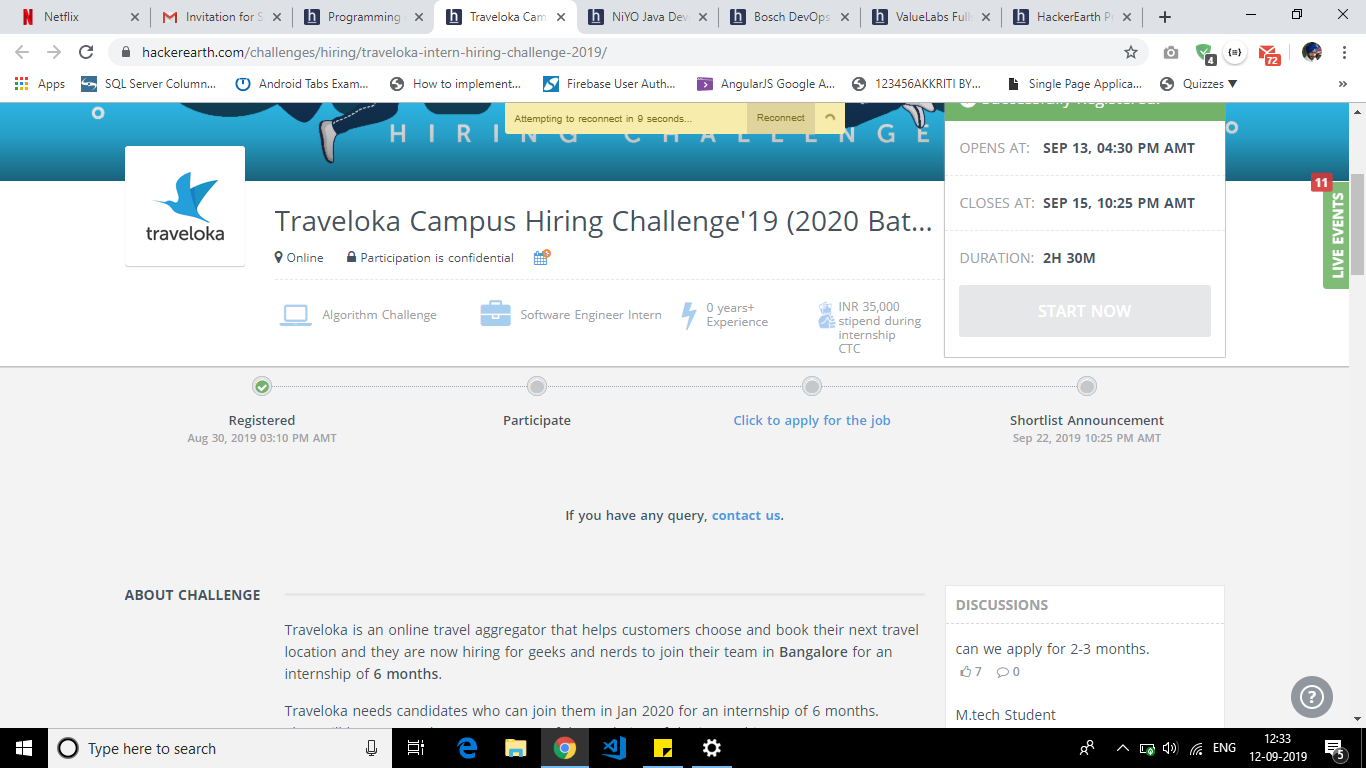 Netflix
Invitation for S
Programming
Traveloka Cam
NiYO Java Dev
Bosch DevOps
ValueLabs Full
HackerEarth Pr
hackerearth.com/challenges/hiring/traveloka-intern-hiring-challenge-2019/
4
72
Apps
SQL Server Column...
Android Tabs Exam...
How to implement...
Firebase User Auth...
AngularJS Google A...
123456AKKRITI BY...
Single Page Applica...
Quizzes ▼
»
Attempting to reconnect in 9 seconds...
Reconnect
HIRING CHALLENGE
Successfully Registered!
OPENS AT: SEP 13, 04:30 PM AMT
CLOSES AT: SEP 15, 10:25 PM AMT
DURATION: 2H 30M
START NOW
11
LIVE EVENTS
traveloka
Traveloka Campus Hiring Challenge'19 (2020 Bat...
Online
Participation is confidential
Algorithm Challenge
Software Engineer Intern
0 years+
Experience
INR 35,000
stipend during
internship
CTC
Registered
Aug 30, 2019 03:10 PM AMT
Participate
Click to apply for the job
Shortlist Announcement
Sep 22, 2019 10:25 PM AMT
If you have any query, contact us.
ABOUT CHALLENGE
Traveloka is an online travel aggregator that helps customers choose and book their next travel
location and they are now hiring for geeks and nerds to join their team in Bangalore for an
internship of 6 months.
Traveloka needs candidates who can join them in Jan 2020 for an internship of 6 months.
DISCUSSIONS
can we apply for 2-3 months.
7
0
M.tech Student
?
Type here to search
ENG
12:33
12-09-2019
5